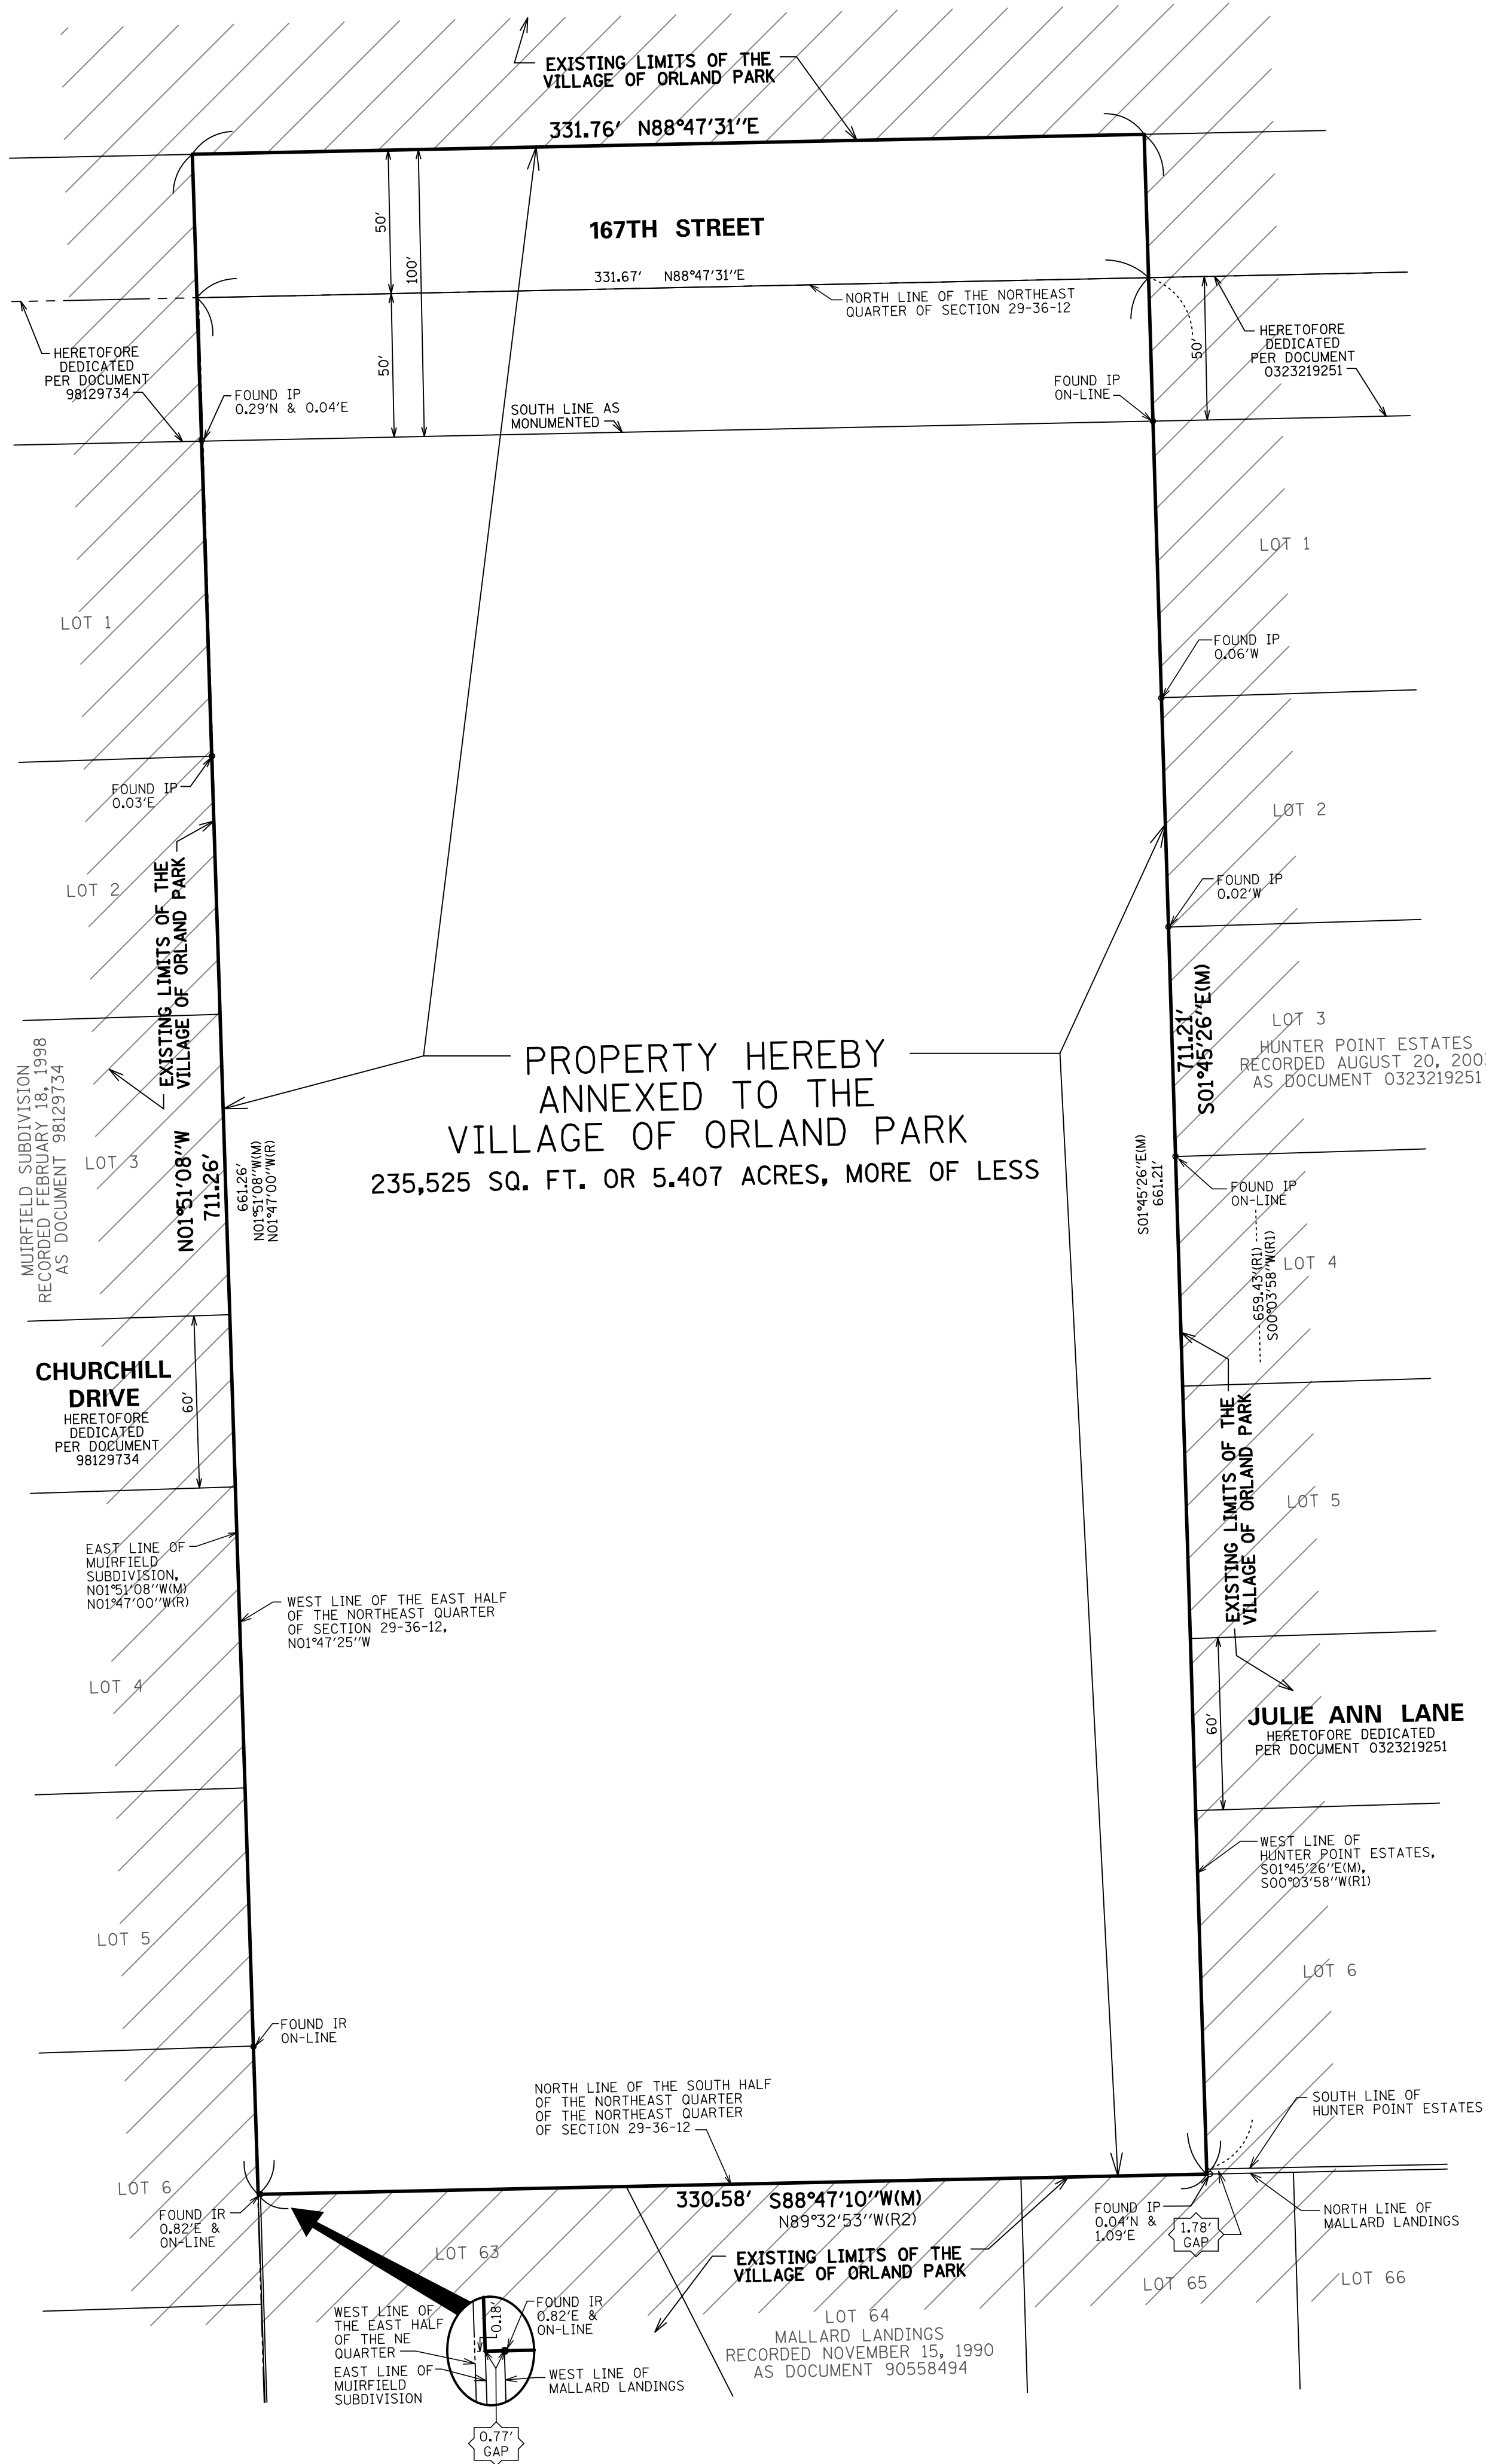 EXISTING LIMITS OF THE
VILLAGE OF ORLAND PARK
331.76' N88°47'31"E
50'
100'
167TH STREET
331.67' N88°47'31"E
NORTH LINE OF THE NORTHEAST
QUARTER OF SECTION 29-36-12
HERETOFORE
DEDICATED
PER DOCUMENT
98129734
50'
50'
HERETOFORE
DEDICATED
PER DOCUMENT
0323219251
FOUND IP
0.29'N & 0.04'E
SOUTH LINE AS
MONUMENTED
FOUND IP
ON-LINE
LOT 1
LOT 1
FOUND IP
0.06'W
FOUND IP
0.03'E
LOT 2
LOT 2
FOUND IP
0.02'W
EXISTING LIMITS OF THE
VILLAGE OF ORLAND PARK
N01°51'08"W
711.26'
661.26'
N01°51'08"W(M)
N01°47'00"W(R)
MUIRFIELD SUBDIVISION
RECORDED FEBRUARY 18, 1998
AS DOCUMENT 98129734
LOT 3
PROPERTY HEREBY
ANNEXED TO THE
VILLAGE OF ORLAND PARK
235,525 SQ. FT. OR 5.407 ACRES, MORE OF LESS
711.21'
S01°45'26"E(M)
S01°45'26"E(M)
661.21'
LOT 3
HUNTER POINT ESTATES
RECORDED AUGUST 20, 200
AS DOCUMENT 0323219251
FOUND IP
ON-LINE
659.43'(R1)
S00°03'58"W(R1)
LOT 4
CHURCHILL
DRIVE
HERETOFORE
DEDICATED
PER DOCUMENT
98129734
60'
EXISTING LIMITS OF THE
VILLAGE OF ORLAND PARK
LOT 5
EAST LINE OF
MUIRFIELD
SUBDIVISION,
N01°51'08"W(M)
N01°47'00"W(R)
WEST LINE OF THE EAST HALF
OF THE NORTHEAST QUARTER
OF SECTION 29-36-12,
N01°47'25"W
LOT 4
60'
JULIE ANN LANE
HERETOFORE DEDICATED
PER DOCUMENT 0323219251
WEST LINE OF
HUNTER POINT ESTATES,
S01°45'26"E(M),
S00°03'58"W(R1)
LOT 5
LOT 6
FOUND IR
ON-LINE
NORTH LINE OF THE SOUTH HALF
OF THE NORTHEAST QUARTER
OF THE NORTHEAST QUARTER
OF SECTION 29-36-12
SOUTH LINE OF
HUNTER POINT ESTATES
LOT 6
FOUND IR
0.82'E &
ON-LINE
330.58' S88°47'10"W(M)
N89°32'53"W(R2)
FOUND IP
0.04'N &
1.09'E
1.78'
GAP
NORTH LINE OF
MALLARD LANDINGS
LOT 63
EXISTING LIMITS OF THE
VILLAGE OF ORLAND PARK
LOT 65
LOT 66
WEST LINE OF
THE EAST HALF
OF THE NE
QUARTER
0.18'
FOUND IR
0.82'E &
ON-LINE
LOT 64
MALLARD LANDINGS
RECORDED NOVEMBER 15, 1990
AS DOCUMENT 90558494
EAST LINE OF
MUIRFIELD
SUBDIVISION
WEST LINE OF
MALLARD LANDINGS
0.77'
GAP